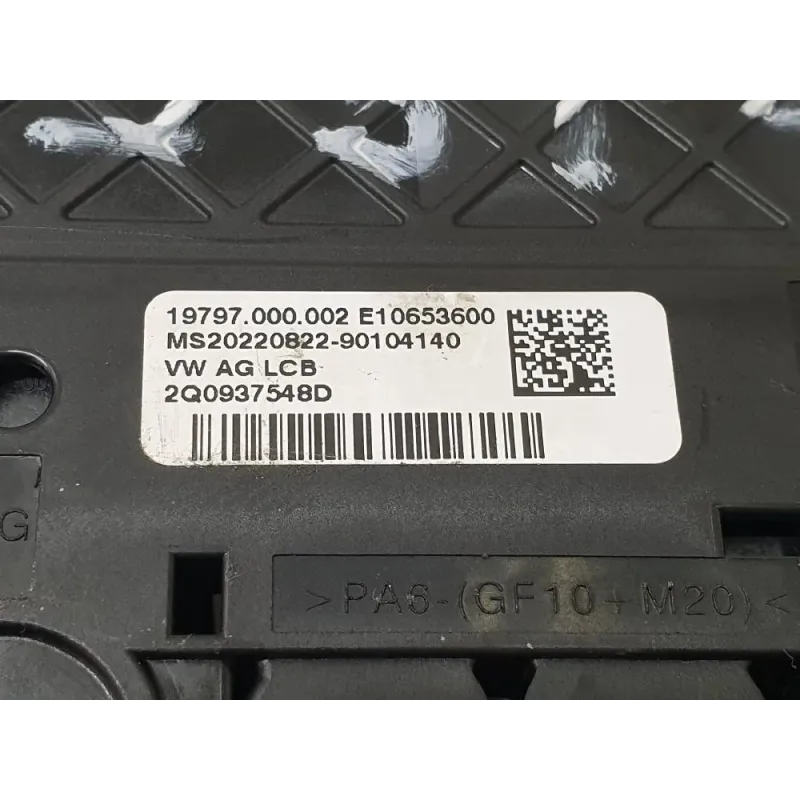 19797.000.002 E10653600
MS20220822-90104140
VW AG LCB
2Q0937548D
G
>PA6-(GF10+M20)<